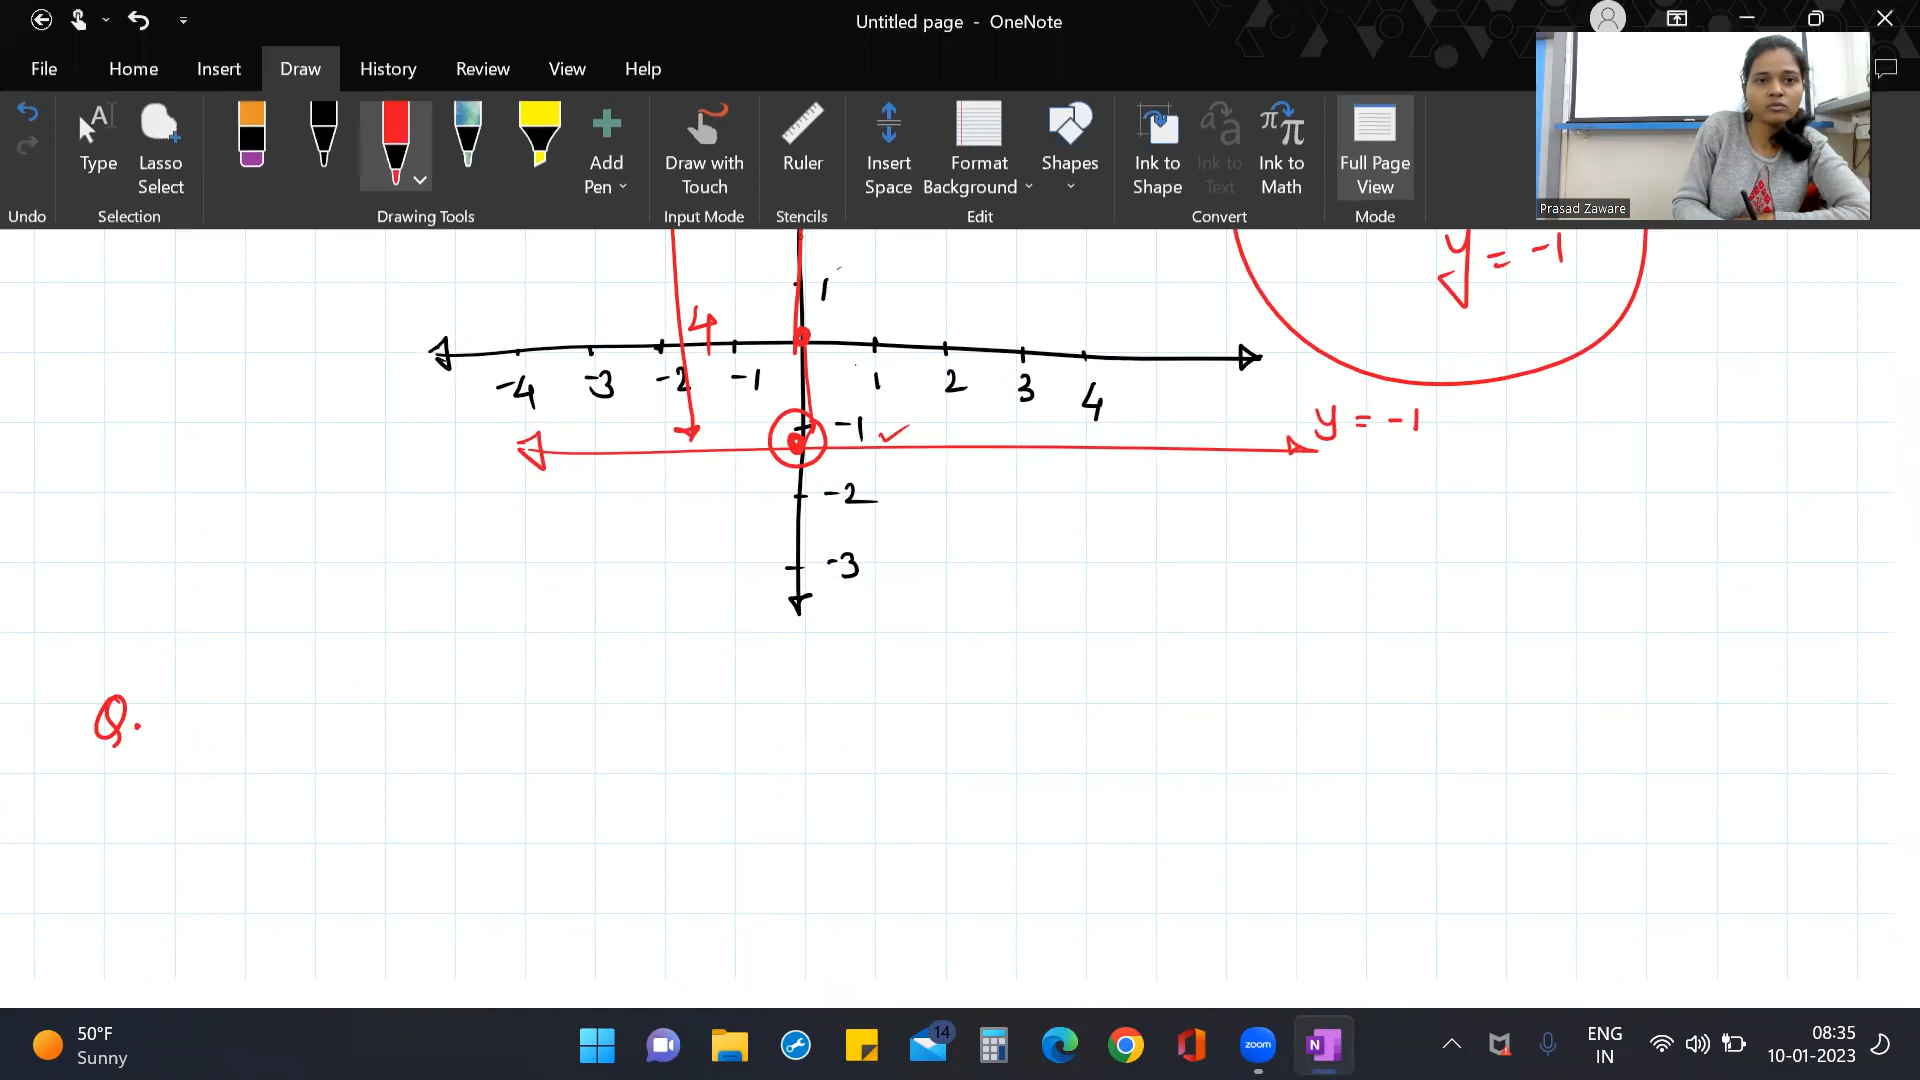 Untitled page - OneNote
File Home Insert Draw History Review View Help
Type
Lasso Select
Add Pen
Draw with Touch
Ruler
Insert Space
Format Background
Shapes
Ink to Shape
Ink to Text
Ink to Math
Full Page View
Undo Selection Drawing Tools Input Mode Stencils Edit Convert Mode
Prasad Zaware
y = -1
1
4
-4 -3 -2 -1 1 2 3 4
-1
y = -1
-2
-3
Q.
50°F
Sunny
14
zoom
N
ENG
IN
08:35
10-01-2023